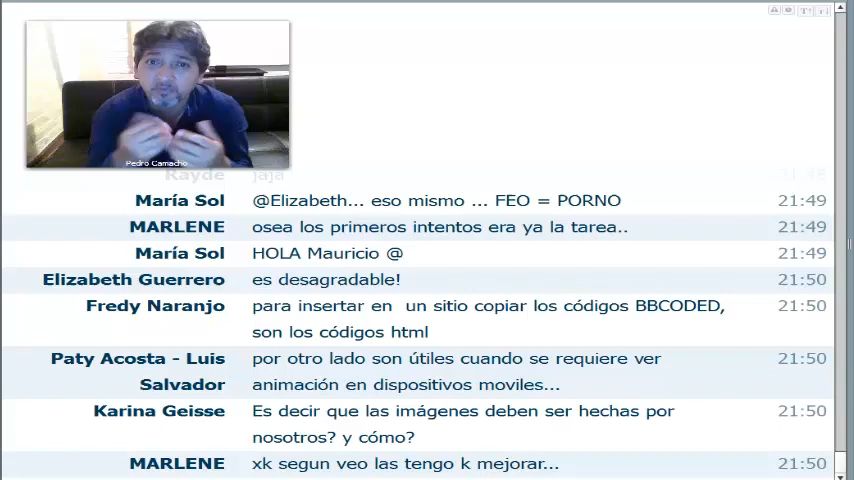 Pedro Camacho
Rayde jaja 21:48
María Sol @Elizabeth... eso mismo ... FEO = PORNO 21:49
MARLENE osea los primeros intentos era ya la tarea.. 21:49
María Sol HOLA Mauricio @ 21:49
Elizabeth Guerrero es desagradable! 21:50
Fredy Naranjo para insertar en un sitio copiar los códigos BBCODED, 21:50
son los códigos html
Paty Acosta - Luis por otro lado son útiles cuando se requiere ver 21:50
Salvador animación en dispositivos moviles...
Karina Geisse Es decir que las imágenes deben ser hechas por 21:50
nosotros? y cómo?
MARLENE xk segun veo las tengo k mejorar... 21:50